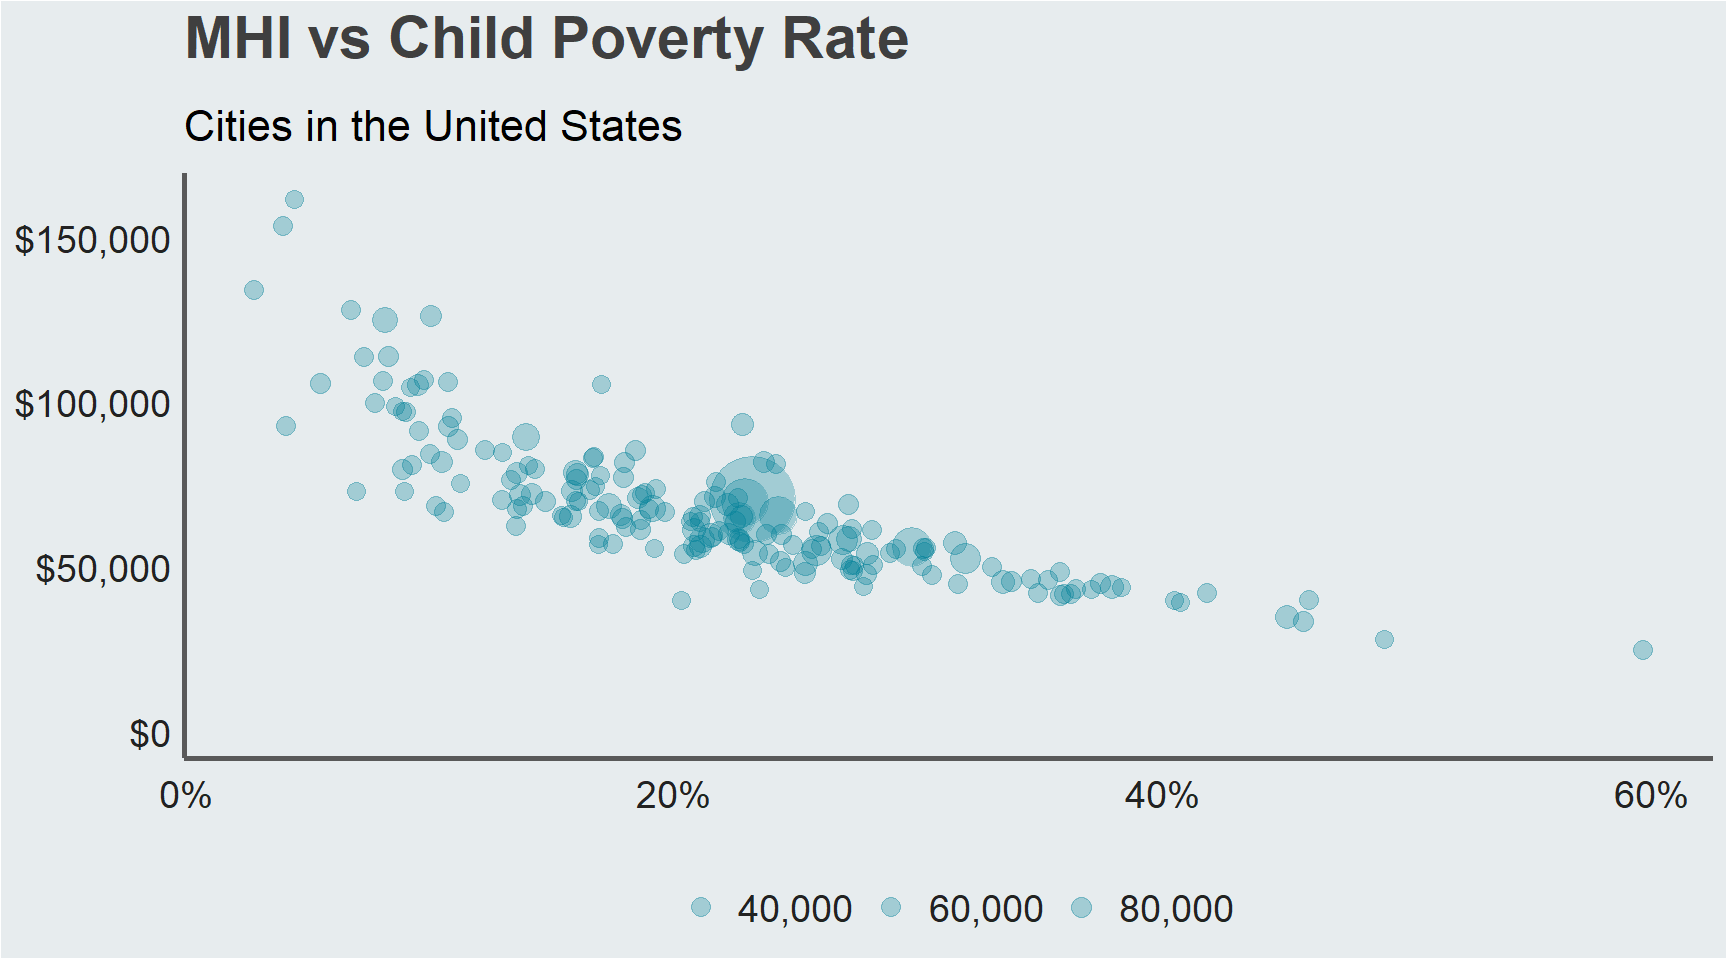 MHI vs Child Poverty Rate
Cities in the United States
$150,000
$100,000
$50,000
$0
0% 20% 40% 60%
40,000 60,000 80,000